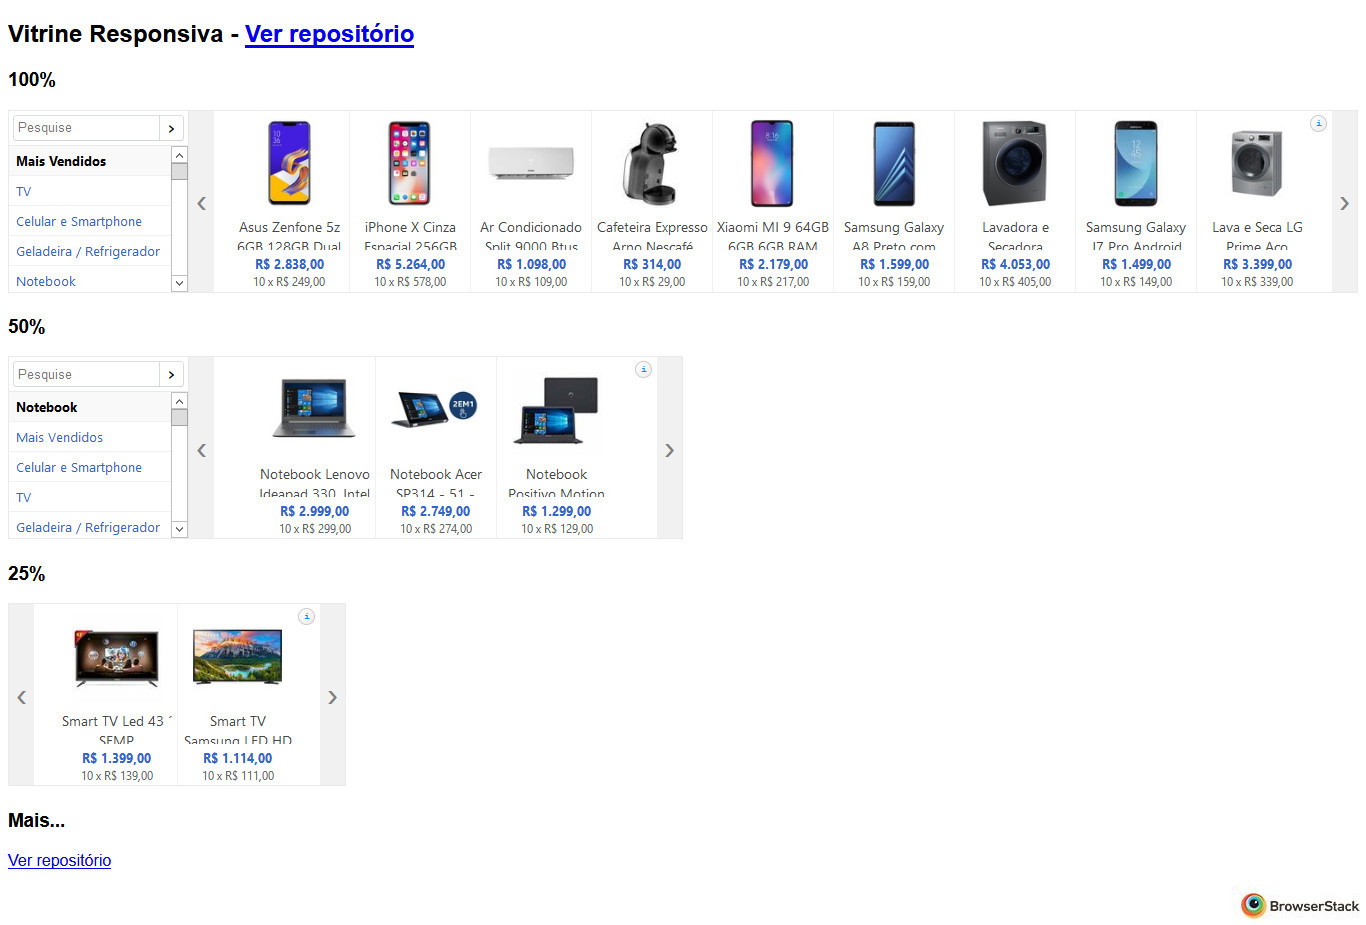 Vitrine Responsiva - Ver repositório
100%
Pesquise
Mais Vendidos
TV
Celular e Smartphone
Geladeira / Refrigerador
Notebook
Asus Zenfone 5z
6GB 128GB Dual
R$ 2.838,00
10 x R$ 249,00
iPhone X Cinza
Espacial 256GB
R$ 5.264,00
10 x R$ 578,00
Ar Condicionado
Split 9000 Btus
R$ 1.098,00
10 x R$ 109,00
Cafeteira Expresso
Arno Nescafé
R$ 314,00
10 x R$ 29,00
Xiaomi MI 9 64GB
6GB 6GB RAM
R$ 2.179,00
10 x R$ 217,00
Samsung Galaxy
A8 Preto com
R$ 1.599,00
10 x R$ 159,00
Lavadora e
Secadora
R$ 4.053,00
10 x R$ 405,00
Samsung Galaxy
J7 Pro Android
R$ 1.499,00
10 x R$ 149,00
Lava e Seca LG
Prime Aço
R$ 3.399,00
10 x R$ 339,00
50%
Pesquise
Notebook
Mais Vendidos
Celular e Smartphone
TV
Geladeira / Refrigerador
Notebook Lenovo
Ideapad 330, Intel
R$ 2.999,00
10 x R$ 299,00
2EM1
Notebook Acer
SP314 - 51 -
R$ 2.749,00
10 x R$ 274,00
Notebook
Positivo Motion
R$ 1.299,00
10 x R$ 129,00
25%
Smart TV Led 43
SEMP
R$ 1.399,00
10 x R$ 139,00
Smart TV
Samsung LED HD
R$ 1.114,00
10 x R$ 111,00
Mais...
Ver repositório
BrowserStack